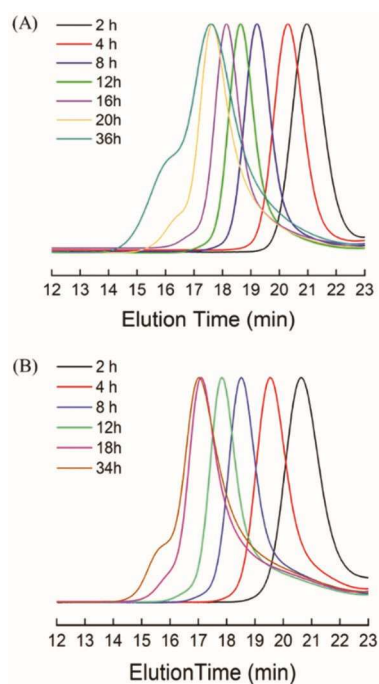 (A)
2 h
4 h
8 h
12h
16h
20h
36h
12 13 14 15 16 17 18 19 20 21 22 23
Elution Time (min)
(B)
2 h
4 h
8 h
12h
18h
34h
12 13 14 15 16 17 18 19 20 21 22 23
ElutionTime (min)